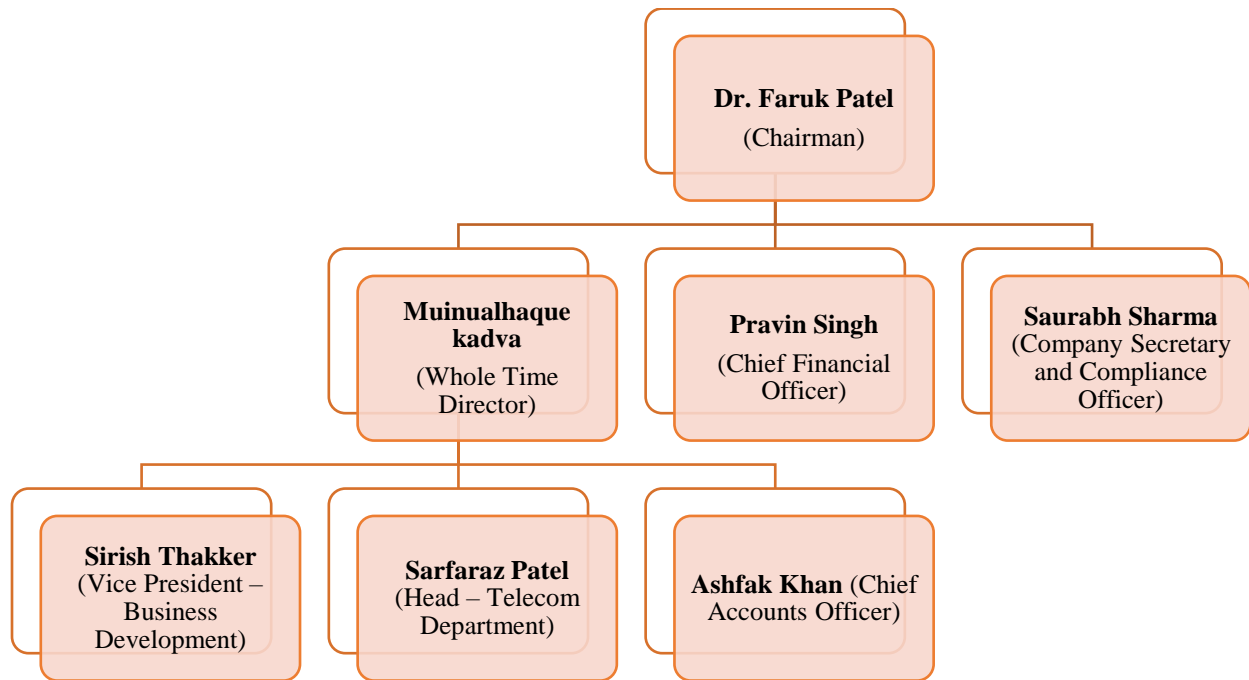 Dr. Faruk Patel
(Chairman)
Muinualhaque
kadva
(Whole Time
Director)
Pravin Singh
(Chief Financial
Officer)
Saurabh Sharma
(Company Secretary
and Compliance
Officer)
Sirish Thakker
(Vice President –
Business
Development)
Sarfaraz Patel
(Head – Telecom
Department)
Ashfak Khan (Chief
Accounts Officer)